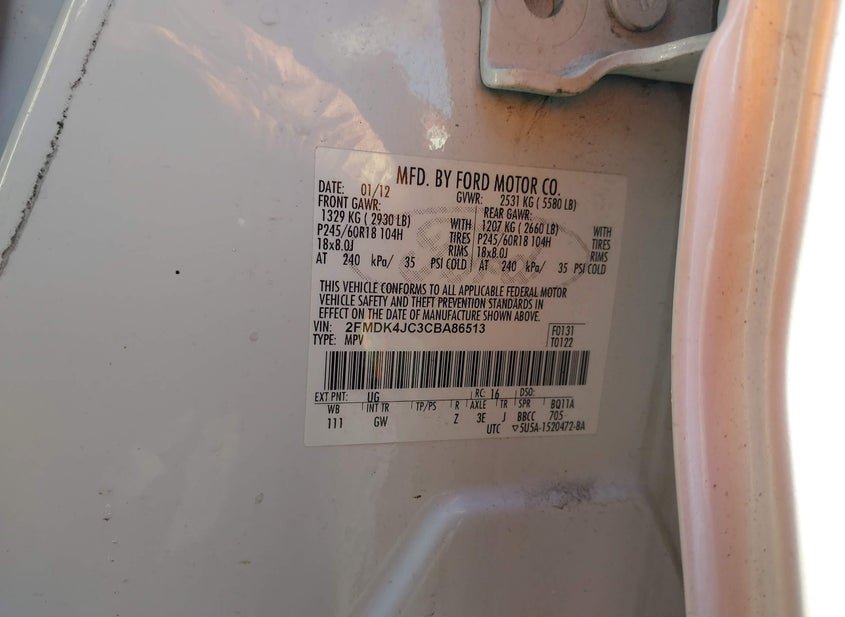 MFD. BY FORD MOTOR CO.
DATE: 01/12 GVWR: 2531 KG ( 5580 LB)
FRONT GAWR: REAR GAWR:
1329 KG ( 2930 LB) WITH 1207 KG ( 2660 LB) WITH
P245/60R18 104H TIRES P245/60R18 104H TIRES
18x8.0J RIMS 18x8.0J RIMS
AT 240 kPa/ 35 PSI COLD AT 240 kPa/ 35 PSI COLD
THIS VEHICLE CONFORMS TO ALL APPLICABLE FEDERAL MOTOR
VEHICLE SAFETY AND THEFT PREVENTION STANDARDS IN
EFFECT ON THE DATE OF MANUFACTURE SHOWN ABOVE.
VIN: 2FMDK4JC3CBA86513 F0131
TYPE: MPV T0122
EXT PNT: UG RC: 16 DSO:
WB INT TR TP/PS R AXLE TR SPR BQ11A
111 GW Z 3E J BBCC 705
UTC ▽5U5A-1520472-BA